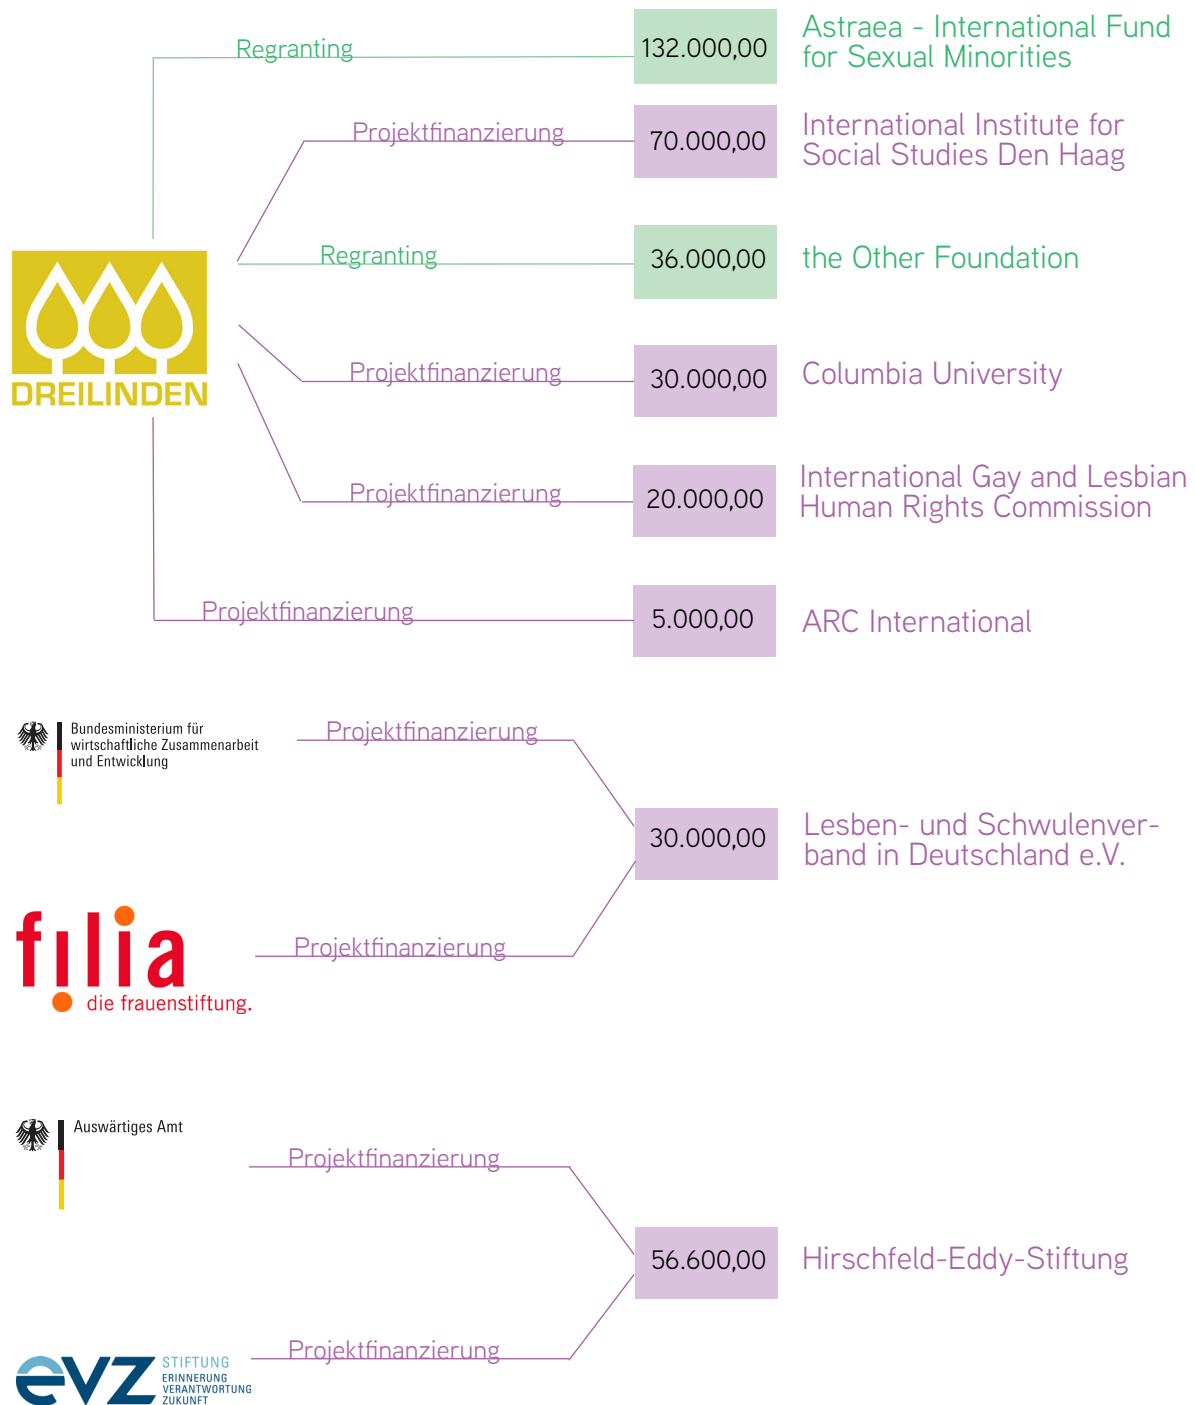 Regranting
132.000,00
Astraea - International Fund
for Sexual Minorities
Projektfinanzierung
70.000,00
International Institute for
Social Studies Den Haag
Regranting
36.000,00
the Other Foundation
DREILINDEN
Projektfinanzierung
30.000,00
Columbia University
Projektfinanzierung
20.000,00
International Gay and Lesbian
Human Rights Commission
Projektfinanzierung
5.000,00
ARC International
Bundesministerium für
wirtschaftliche Zusammenarbeit
und Entwicklung
Projektfinanzierung
30.000,00
Lesben- und Schwulenver-
band in Deutschland e.V.
filia
die frauenstiftung.
Projektfinanzierung
Auswärtiges Amt
Projektfinanzierung
56.600,00
Hirschfeld-Eddy-Stiftung
Projektfinanzierung
evz
STIFTUNG
ERINNERUNG
VERANTWORTUNG
ZUKUNFT